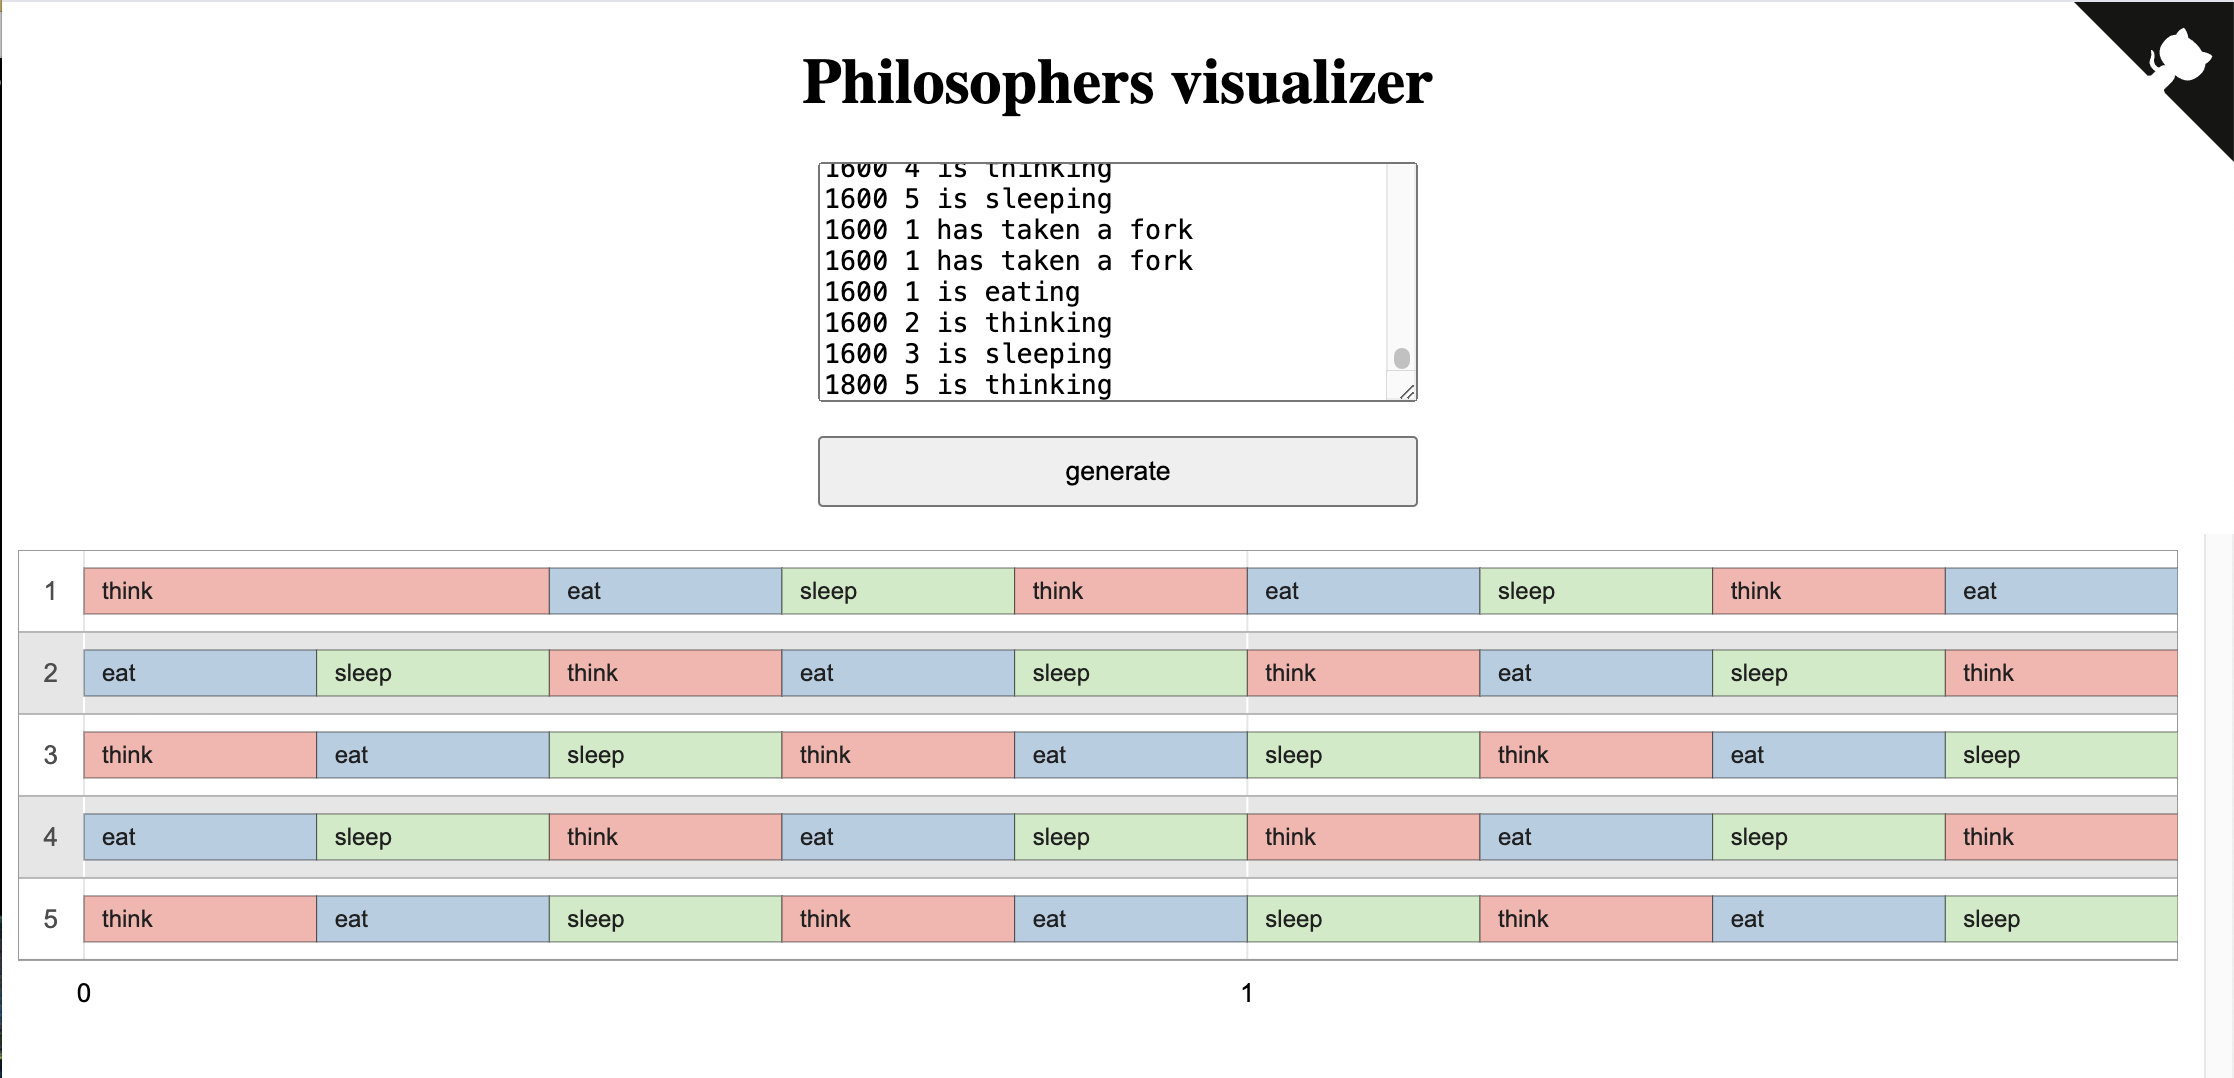 Philosophers visualizer
1600 4 is thinking
1600 5 is sleeping
1600 1 has taken a fork
1600 1 has taken a fork
1600 1 is eating
1600 2 is thinking
1600 3 is sleeping
1800 5 is thinking
generate
1 think eat sleep think eat sleep think eat
2 eat sleep think eat sleep think eat sleep think
3 think eat sleep think eat sleep think eat sleep
4 eat sleep think eat sleep think eat sleep think
5 think eat sleep think eat sleep think eat sleep
0 1